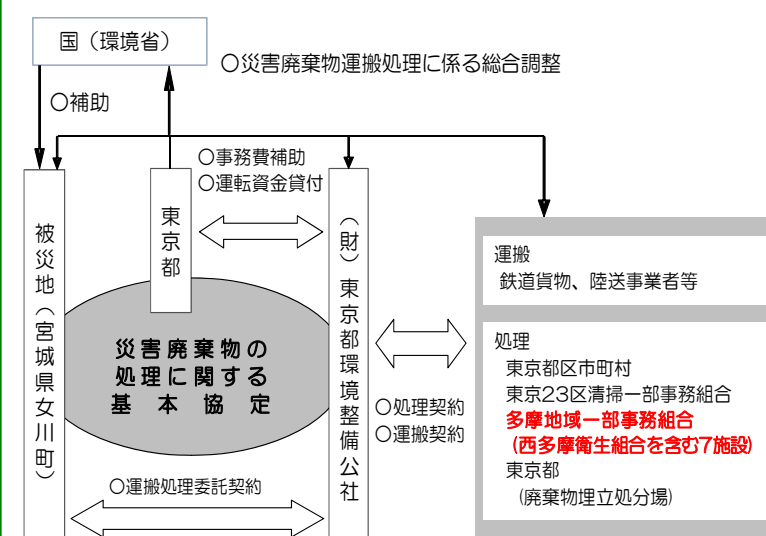 国（環境省）
○災害廃棄物運搬処理に係る総合調整
○補助
○事務費補助
○運転資金貸付
被災地（宮城県女川町）
東京都
（財）東京都環境整備公社
災害廃棄物の
処理に関する
基本協定
○処理契約
○運搬契約
○運搬処理委託契約
運搬
鉄道貨物、陸送事業者等
処理
東京都区市町村
東京23区清掃一部事務組合
多摩地域一部事務組合
(西多摩衛生組合を含む7施設)
東京都
(廃棄物埋立処分場)